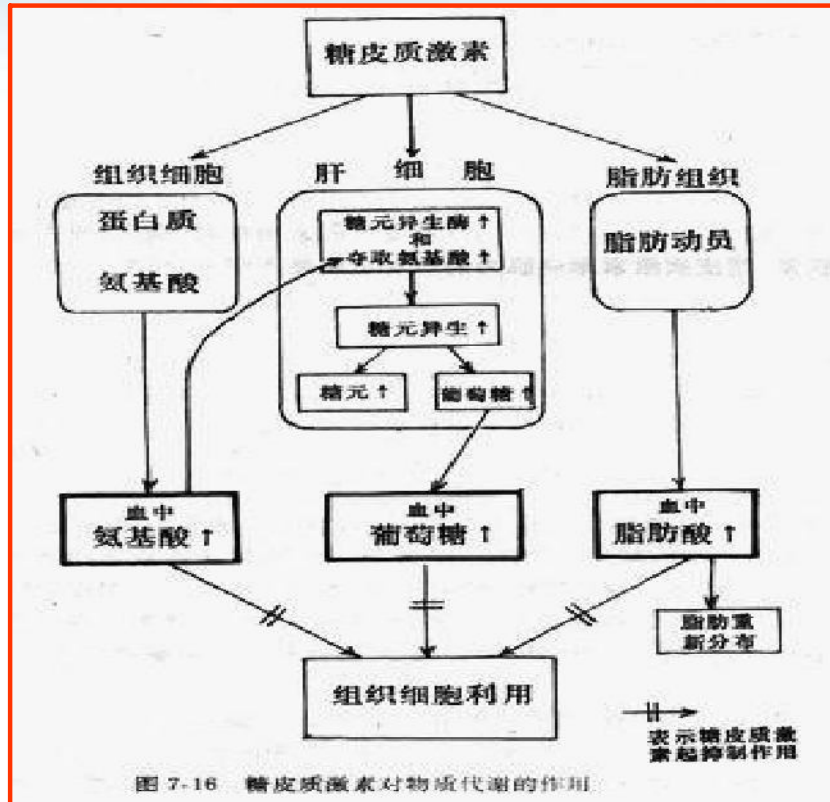 糖皮质激素
组织细胞
肝 细 胞
脂肪组织
蛋白质
氨基酸
糖元异生酶↑
和
夺取氨基酸↑
脂肪动员
糖元异生↑
糖元↑
葡萄糖↑
血中
氨基酸↑
血中
葡萄糖↑
血中
脂肪酸↑
脂肪重
新分布
组织细胞利用
表示糖皮质激
素起抑制作用
图 7-16 糖皮质激素对物质代谢的作用